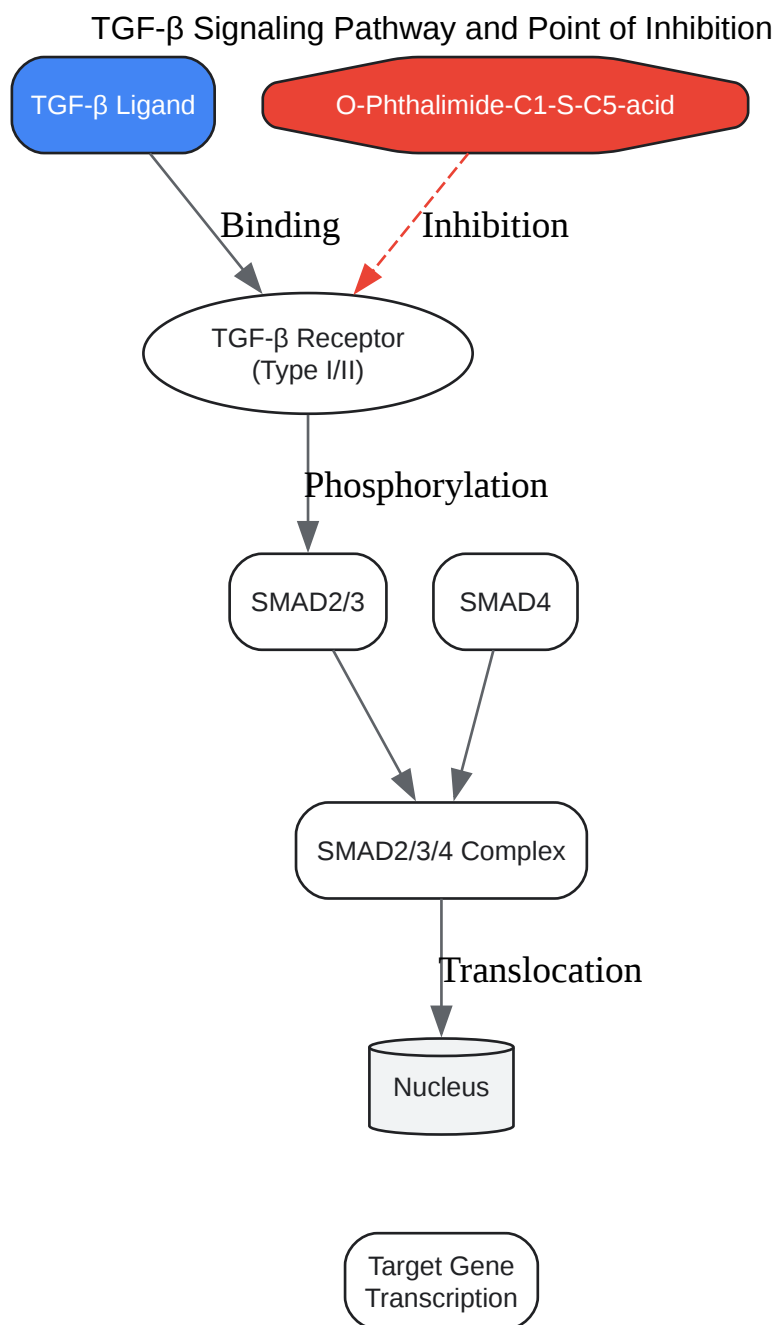 TGF-β Signaling Pathway and Point of Inhibition
TGF-β Ligand
O-Phthalimide-C1-S-C5-acid
Binding
Inhibition
TGF-β Receptor
(Type I/II)
Phosphorylation
SMAD2/3
SMAD4
SMAD2/3/4 Complex
Translocation
Nucleus
Target Gene
Transcription